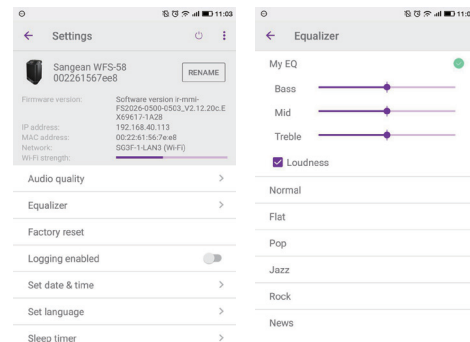 11:03
Settings
Sangean WFS-58
002261567ee8
RENAME
Firmware version: Software version ir-mmi-
FS2026-0500-0503_V2.12.20c.E
X69617-1A28
IP address: 192.168.40.113
MAC address: 00:22:61:56:7e:e8
Network: SG3F-1-LAN3 (Wi-Fi)
Wi-Fi strength:
Audio quality
Equalizer
Factory reset
Logging enabled
Set date & time
Set language
Sleep timer
11:0
Equalizer
My EQ
Bass
Mid
Treble
Loudness
Normal
Flat
Pop
Jazz
Rock
News